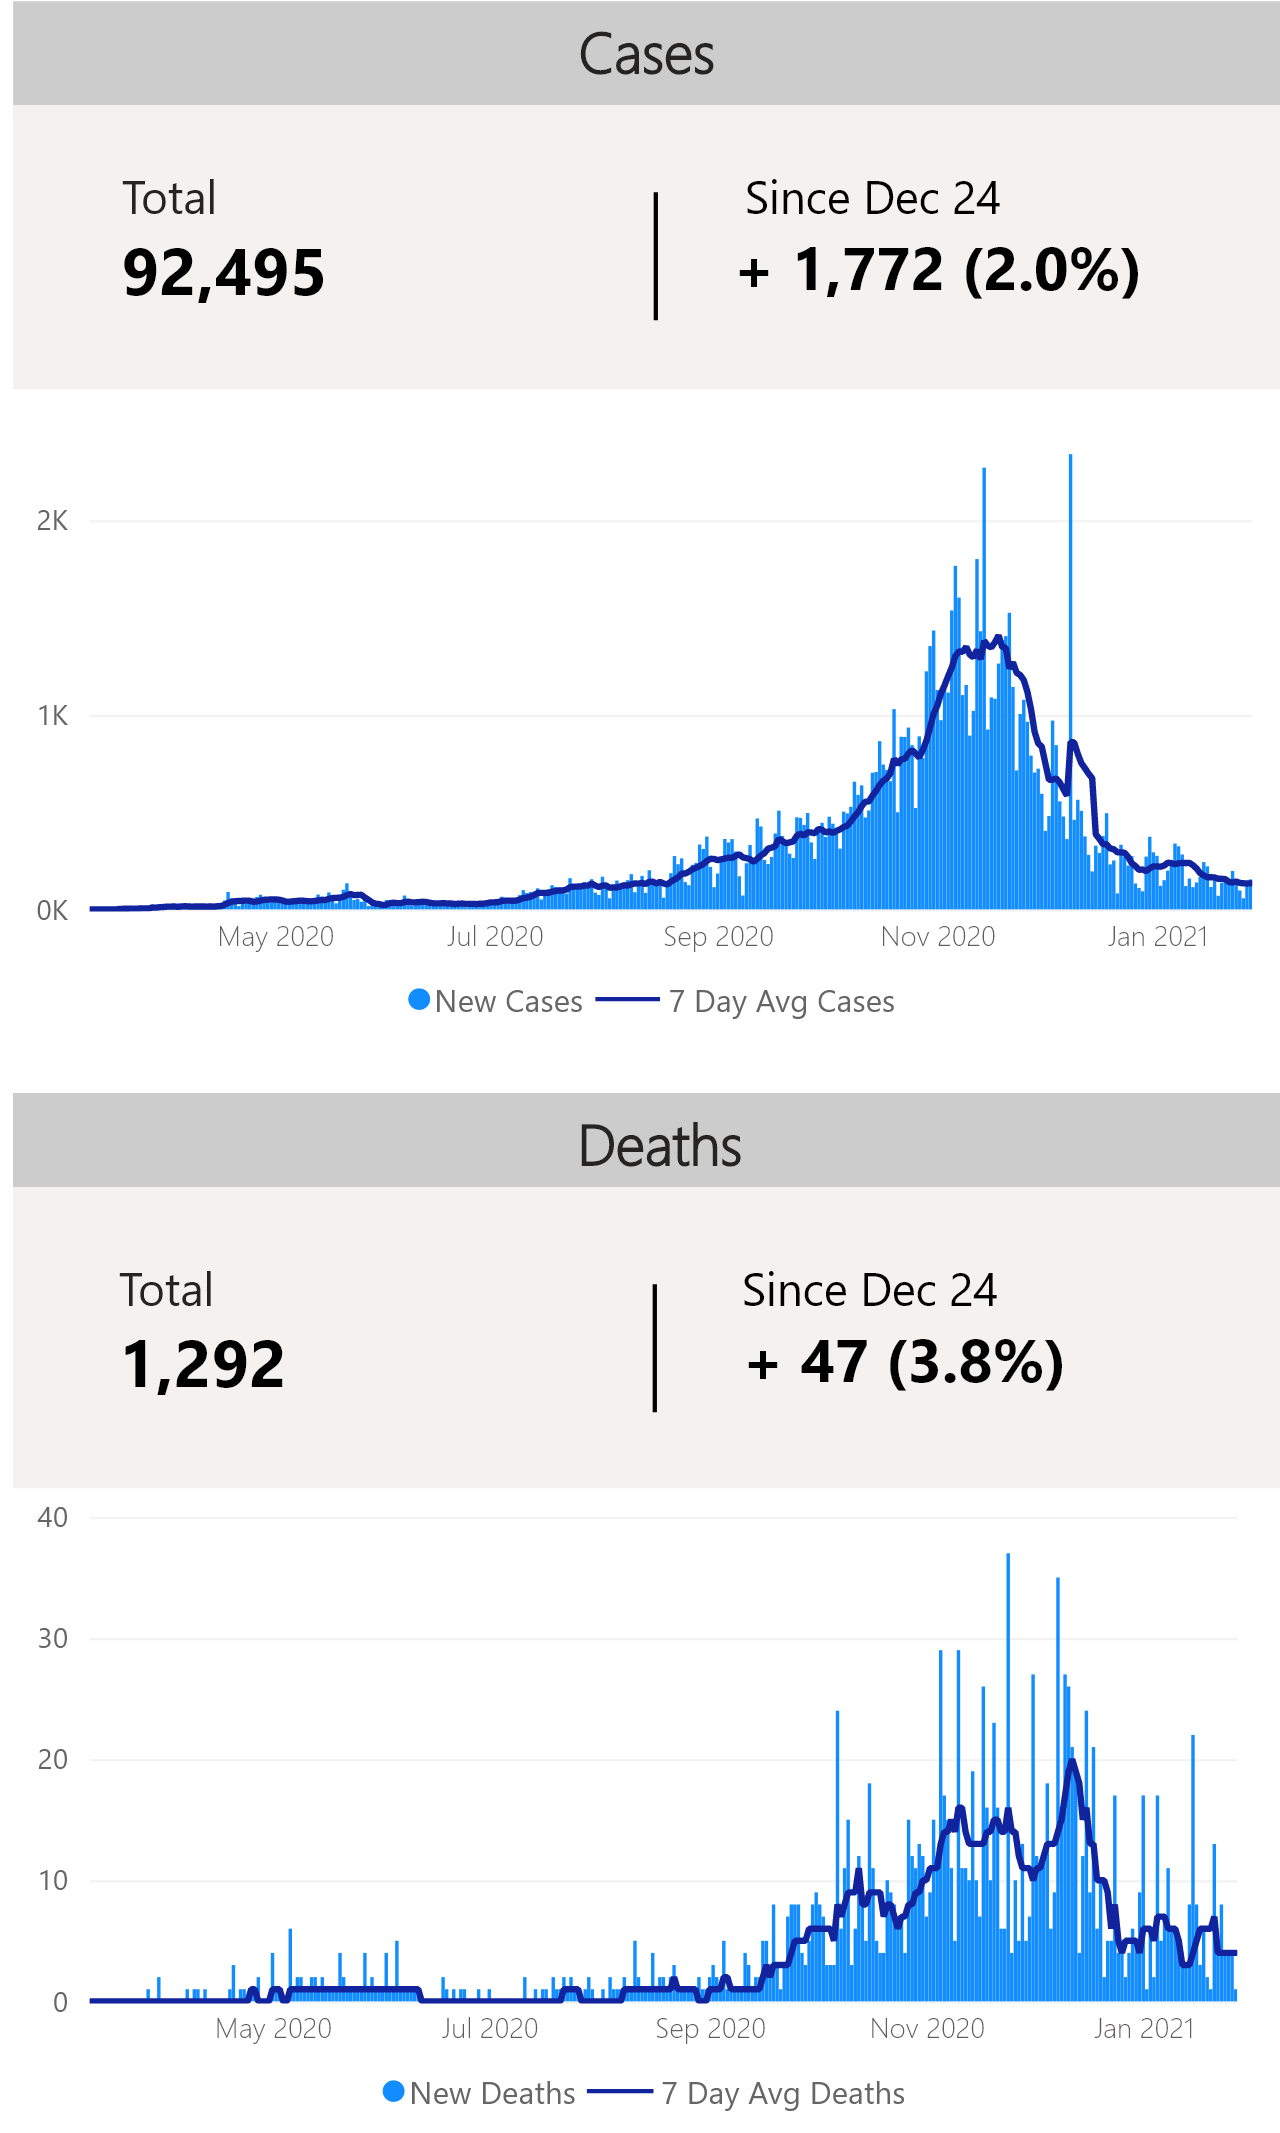 Cases
Total
Since Dec 24
92,495
+ 1,772 (2.0%)
2K
1K
0K
May 2020
Jul 2020
Sep 2020
Nov 2020
Jan 2021
New Cases
7 Day Avg Cases
Deaths
Total
Since Dec 24
1,292
+ 47 (3.8%)
40
30
20
10
0
May 2020
Jul 2020
Sep 2020
Nov 2020
Jan 2021
New Deaths
7 Day Avg Deaths